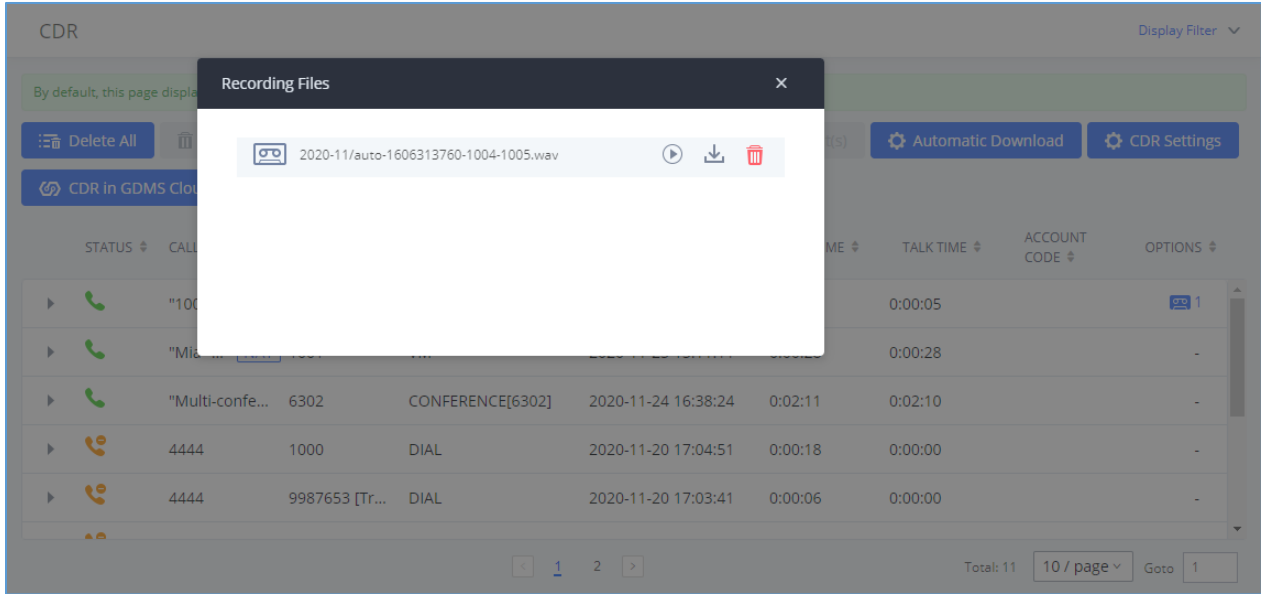 CDR
Display Filter
Recording Files
By default, this page displa
Delete All
2020-11/auto-1606313760-1004-1005.wav
t(s)
Automatic Download
CDR Settings
CDR in GDMS Clou
STATUS CALL ME TALK TIME ACCOUNT CODE OPTIONS
"100 0:00:05 1
"Mia 0:00:28 -
"Multi-confe... 6302 CONFERENCE[6302] 2020-11-24 16:38:24 0:02:11 0:02:10 -
4444 1000 DIAL 2020-11-20 17:04:51 0:00:18 0:00:00 -
4444 9987653 [Tr... DIAL 2020-11-20 17:03:41 0:00:06 0:00:00 -
< 1 2 > Total: 11 10 / page Goto 1